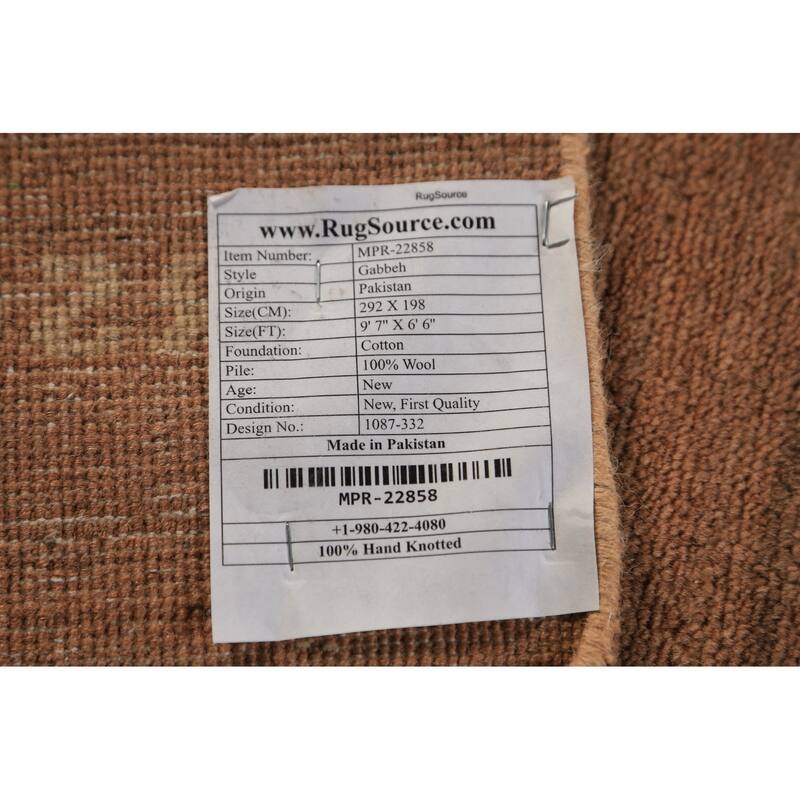 RugSource
www.RugSource.com
Item Number: MPR-22858
Style Gabbeh
Origin Pakistan
Size(CM): 292 X 198
Size(FT): 9' 7" X 6' 6"
Foundation: Cotton
Pile: 100% Wool
Age: New
Condition: New, First Quality
Design No.: 1087-332
Made in Pakistan
MPR-22858
+1-980-422-4080
100% Hand Knotted